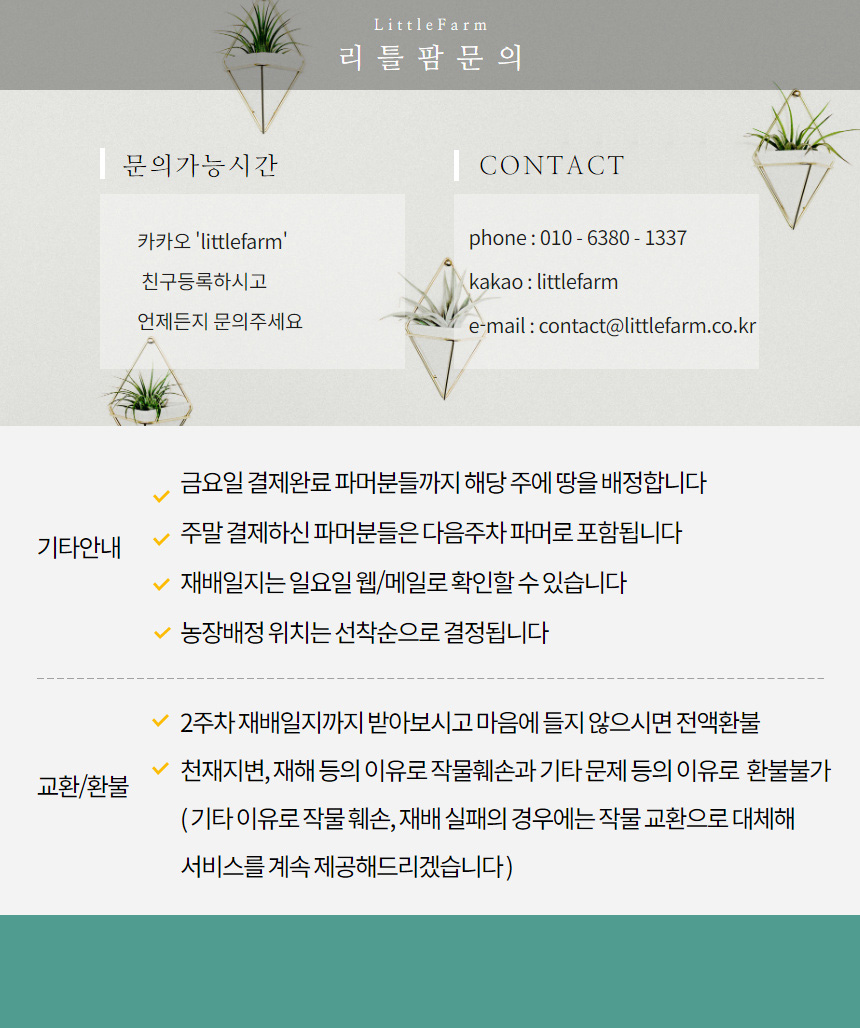 LittleFarm
리틀팜문의
문의가능시간
카카오 'littlefarm'
친구등록하시고
언제든지 문의주세요
CONTACT
phone : 010 - 6380 - 1337
kakao : littlefarm
e-mail : contact@littlefarm.co.kr
기타안내
금요일 결제완료 파머분들까지 해당 주에 땅을 배정합니다
주말 결제하신 파머분들은 다음주차 파머로 포함됩니다
재배일지는 일요일 웹/메일로 확인할 수 있습니다
농장배정 위치는 선착순으로 결정됩니다
교환/환불
2주차 재배일지까지 받아보시고 마음에 들지 않으시면 전액환불
천재지변, 재해 등의 이유로 작물훼손과 기타 문제 등의 이유로 환불불가
( 기타 이유로 작물 훼손, 재배 실패의 경우에는 작물 교환으로 대체해
서비스를 계속 제공해드리겠습니다 )